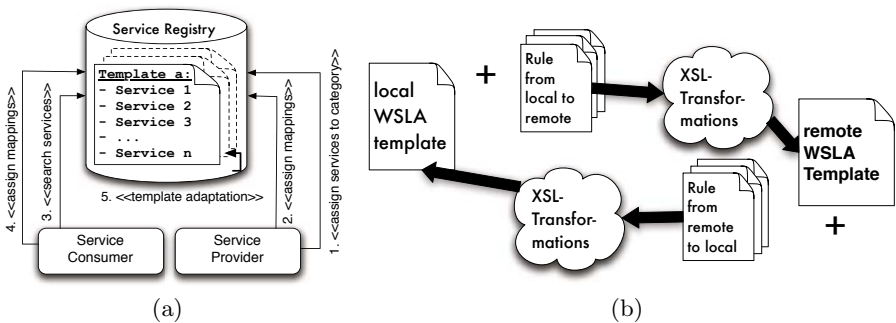 Service Registry
Template a:
- Service 1
- Service 2
- Service 3
- ...
- Service n
5. <<template adaptation>>
4. <<assign mappings>>
3. <<search services>>
2. <<assign mappings>>
1. <<assign services to category>>
Service
Consumer
Service
Provider
(a)
local
WSLA
template
+
Rule
from
local to
remote
XSL-
Transfor-
mations
remote
WSLA
Template
+
Rule
from
remote
to local
XSL-
Transfor-
mations
(b)